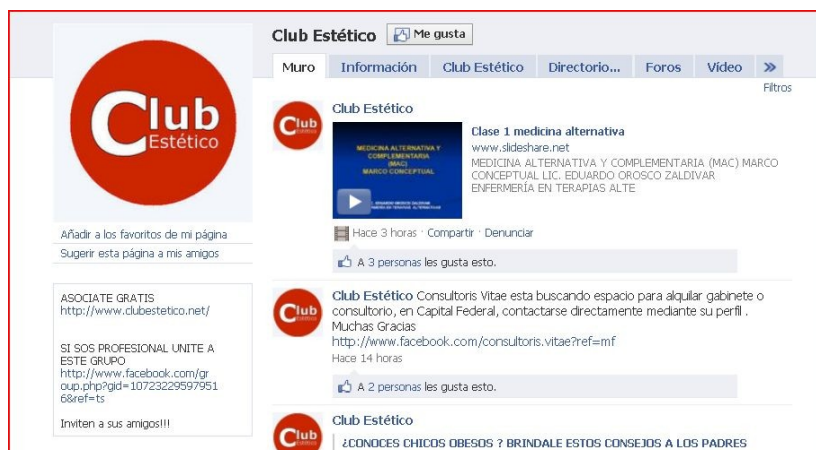 Club Estético
Me gusta
Muro
Información
Club Estético
Directorio...
Foros
Vídeo
»
Filtros
Club
Estético
Añadir a los favoritos de mi página
Sugerir esta página a mis amigos
ASOCIATE GRATIS
http://www.clubestetico.net/
SI SOS PROFESIONAL UNITE A
ESTE GRUPO
http://www.facebook.com/gr
oup.php?gid=10723229597951
6&ref=ts
Inviten a sus amigos!!!
Club
Estético
Club Estético
MEDICINA ALTERNATIVA Y
COMPLEMENTARIA
(MAC)
MARCO CONCEPTUAL
Clase 1 medicina alternativa
www.slideshare.net
MEDICINA ALTERNATIVA Y COMPLEMENTARIA (MAC) MARCO
CONCEPTUAL LIC. EDUARDO OROSCO ZALDIVAR
ENFERMERÍA EN TERAPIAS ALTE
Hace 3 horas · Compartir · Denunciar
A 3 personas les gusta esto.
Club
Estético
Club Estético Consultoris Vitae esta buscando espacio para alquilar gabinete o
consultorio, en Capital Federal, contactarse directamente mediante su perfil .
Muchas Gracias
http://www.facebook.com/consultoris.vitae?ref=mf
Hace 14 horas
A 2 personas les gusta esto.
Club
Club Estético
¿CONOCES CHICOS OBESOS ? BRINDALE ESTOS CONSEJOS A LOS PADRES